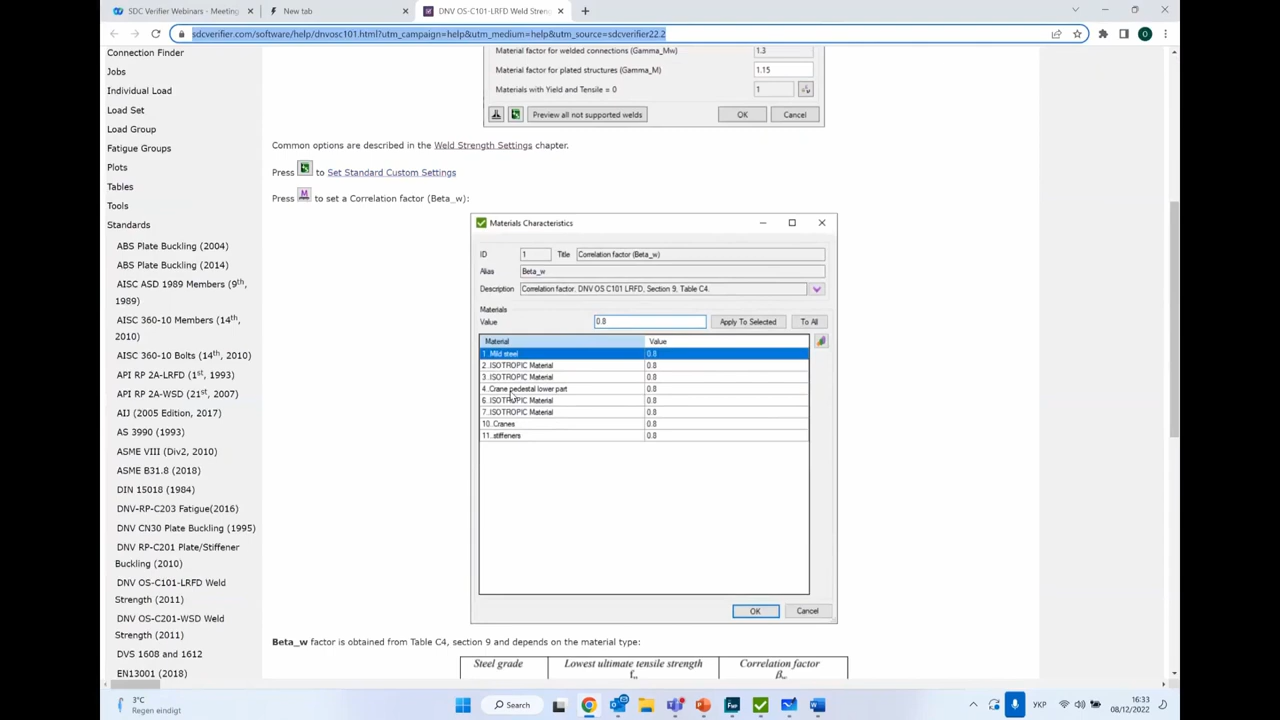 SDC Verifier Webinars - Meeting
New tab
DNV OS-C101-LRFD Weld Stren
sdcverifier.com/software/help/dnvosc101.html?utm_campaign=help&utm_medium=help&utm_source=sdcverifier22.2
Connection Finder
Jobs
Individual Load
Load Set
Load Group
Fatigue Groups
Plots
Tables
Tools
Standards
ABS Plate Buckling (2004)
ABS Plate Buckling (2014)
AISC ASD 1989 Members (9th,
1989)
AISC 360-10 Members (14th,
2010)
AISC 360-10 Bolts (14th, 2010)
API RP 2A-LRFD (1st, 1993)
API RP 2A-WSD (21st, 2007)
AIJ (2005 Edition, 2017)
AS 3990 (1993)
ASME VIII (Div2, 2010)
ASME B31.8 (2018)
DIN 15018 (1984)
DNV-RP-C203 Fatigue(2016)
DNV CN30 Plate Buckling (1995)
DNV RP-C201 Plate/Stiffener
Buckling (2010)
DNV OS-C101-LRFD Weld
Strength (2011)
DNV OS-C201-WSD Weld
Strength (2011)
DVS 1608 and 1612
EN13001 (2018)
Material factor for welded connections (Gamma_Mw) 1.3
Material factor for plated structures (Gamma_M) 1.15
Materials with Yield and Tensile = 0 1
Preview all not supported welds OK Cancel
Common options are described in the Weld Strength Settings chapter.
Press to Set Standard Custom Settings
Press M to set a Correlation factor (Beta_w):
Materials Characteristics
ID 1 Title Correlation factor (Beta_w)
Alias Beta_w
Description Correlation factor. DNV OS C101 LRFD, Section 9, Table C4.
Materials
Value 0.8 Apply To Selected To All
Material Value
1..Mild steel 0.8
2..ISOTROPIC Material 0.8
3..ISOTROPIC Material 0.8
4..Crane pedestal lower part 0.8
6..ISOTROPIC Material 0.8
7..ISOTROPIC Material 0.8
10..Cranes 0.8
11..stiffeners 0.8
OK Cancel
Beta_w factor is obtained from Table C4, section 9 and depends on the material type:
Steel grade Lowest ultimate tensile strength Correlation factor
fu βw
3°C
Regen eindigt
Search
УКР
16:33
08/12/2022